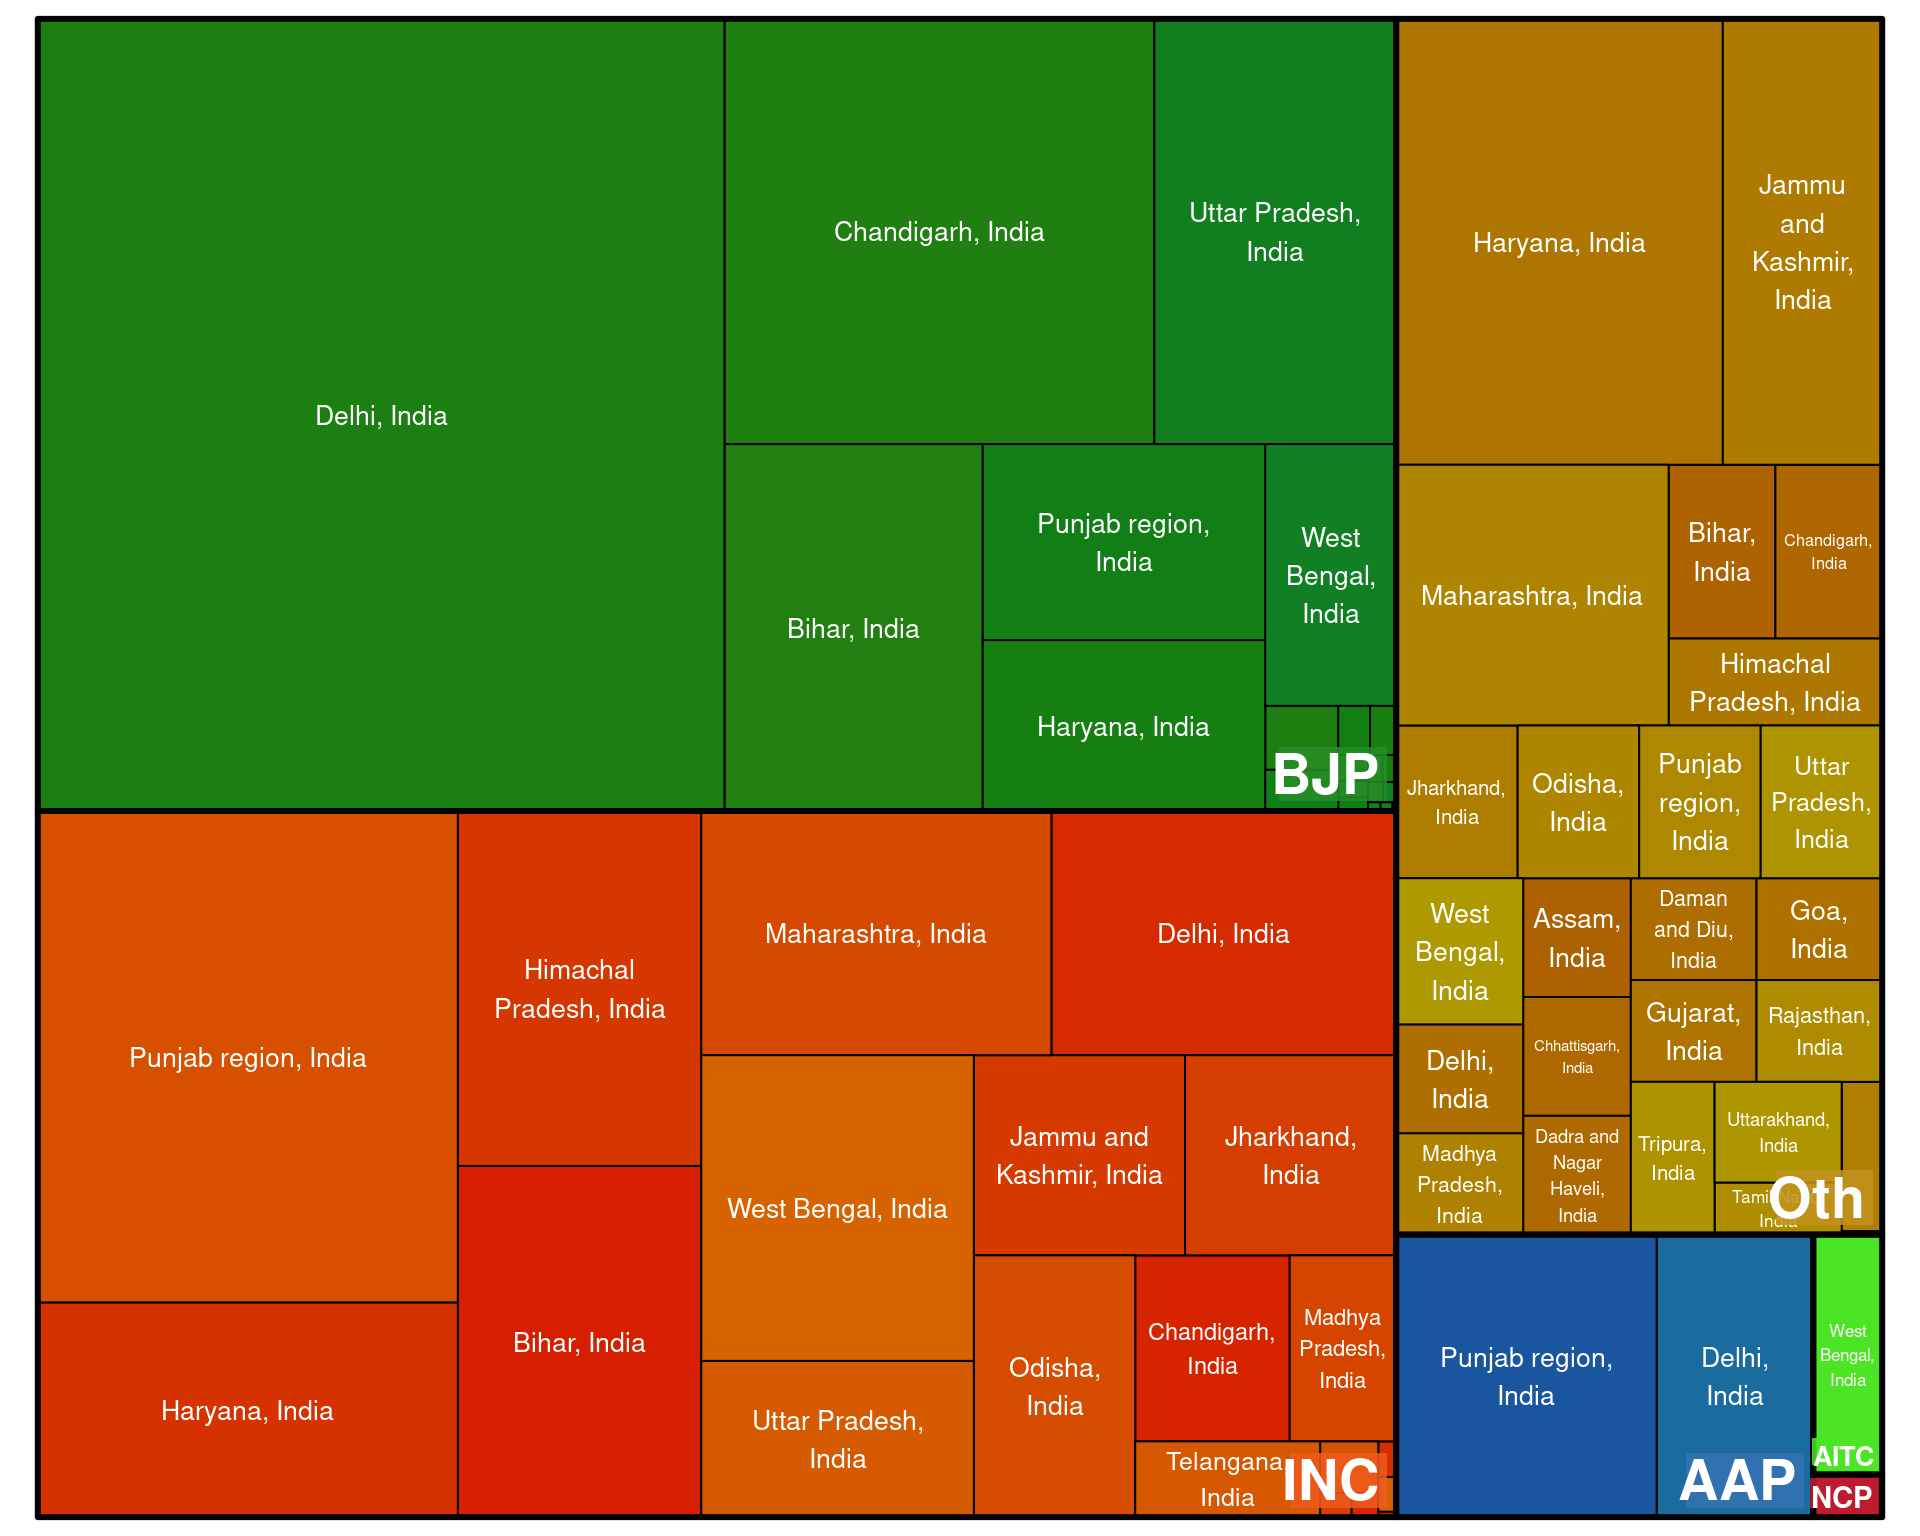 Delhi, India
Chandigarh, India
Uttar Pradesh,
India
Bihar, India
Punjab region,
India
Haryana, India
West
Bengal,
India
BJP
Punjab region, India
Haryana, India
Himachal
Pradesh, India
Bihar, India
Maharashtra, India
Delhi, India
West Bengal, India
Uttar Pradesh,
India
Jammu and
Kashmir, India
Jharkhand,
India
Odisha,
India
Chandigarh,
India
Madhya
Pradesh,
India
Telangana,
India
INC
Haryana, India
Jammu
and
Kashmir,
India
Maharashtra, India
Bihar,
India
Chandigarh,
India
Himachal
Pradesh, India
Jharkhand,
India
Odisha,
India
Punjab
region,
India
Uttar
Pradesh,
India
West
Bengal,
India
Delhi,
India
Madhya
Pradesh,
India
Assam,
India
Chhattisgarh,
India
Dadra and
Nagar
Haveli,
India
Daman
and Diu,
India
Goa,
India
Gujarat,
India
Rajasthan,
India
Tripura,
India
Uttarakhand,
India
Tamil
India
Oth
Punjab region,
India
Delhi,
India
AAP
West
Bengal,
India
AITC
NCP